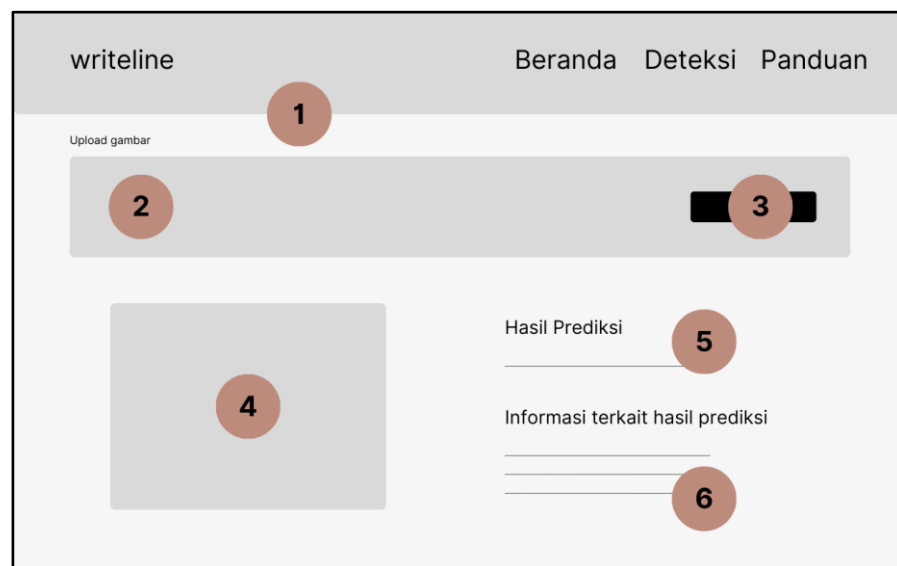 writeline Beranda Deteksi Panduan
1
Upload gambar
2 3
Hasil Prediksi
5
4
Informasi terkait hasil prediksi
6